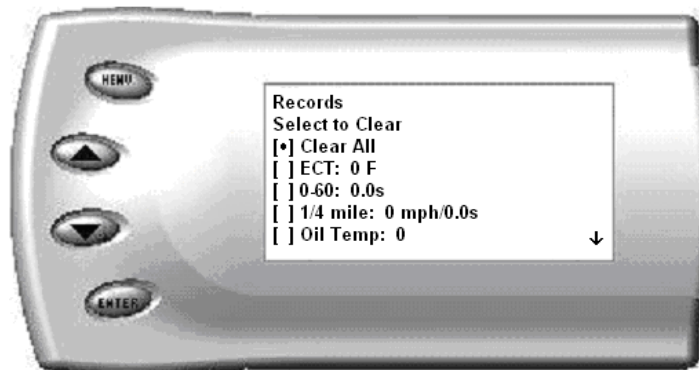 MENU
Records
Select to Clear
[•] Clear All
[ ] ECT: 0 F
[ ] 0-60: 0.0s
[ ] 1/4 mile: 0 mph/0.0s
[ ] Oil Temp: 0
ENTER